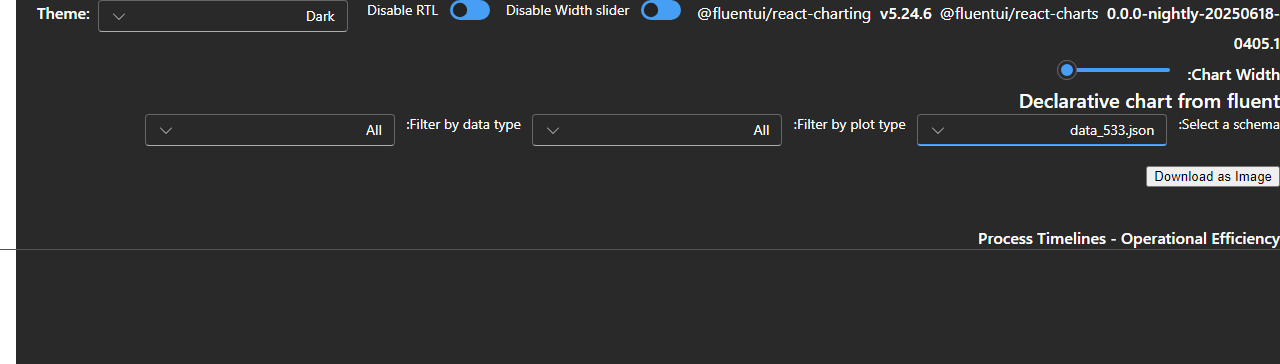 Theme: Dark Disable RTL Disable Width slider @fluentui/react-charting v5.24.6 @fluentui/react-charts 0.0.0-nightly-20250618-
0405.1
:Chart Width
Declarative chart from fluent
:Select a schema data_533.json :Filter by plot type All :Filter by data type All
Download as Image
Process Timelines - Operational Efficiency